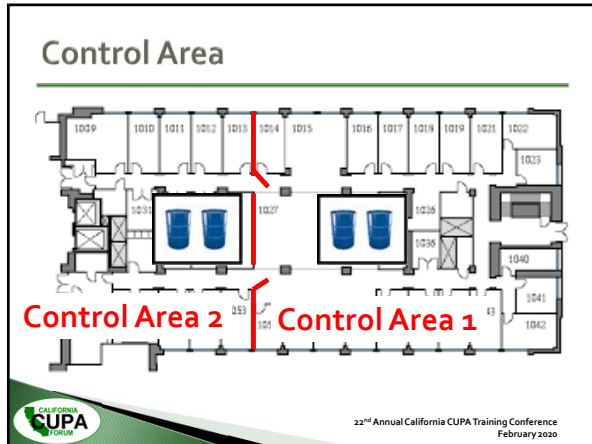 Control Area
1009
1010
1011
1012
1013
1014
1015
1016
1017
1018
1019
1021
1022
1023
1031
1027
1026
1036
1040
1041
1042
Control Area 2
Control Area 1
CALIFORNIA
CUPA
FORUM
22nd Annual California CUPA Training Conference
February 2020